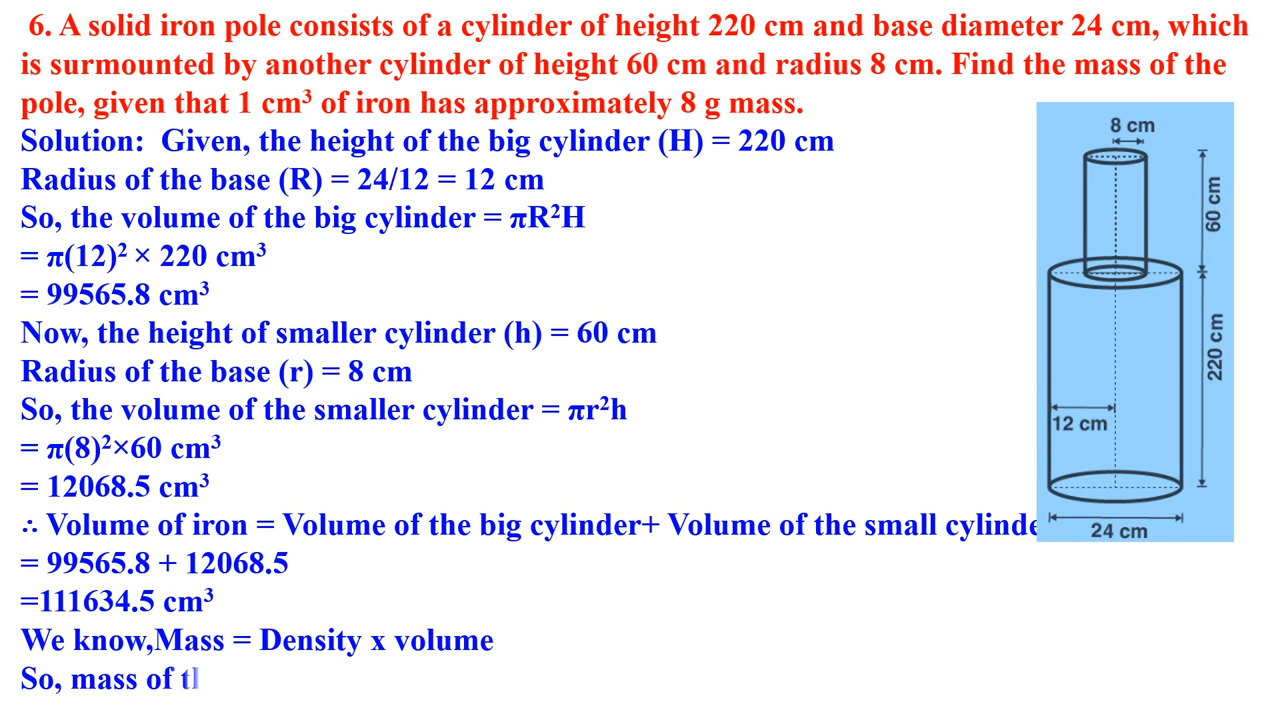 6. A solid iron pole consists of a cylinder of height 220 cm and base diameter 24 cm, which
is surmounted by another cylinder of height 60 cm and radius 8 cm. Find the mass of the
pole, given that 1 cm³ of iron has approximately 8 g mass.
Solution: Given, the height of the big cylinder (H) = 220 cm
Radius of the base (R) = 24/12 = 12 cm
So, the volume of the big cylinder = πR²H
= π(12)² × 220 cm³
= 99565.8 cm³
Now, the height of smaller cylinder (h) = 60 cm
Radius of the base (r) = 8 cm
So, the volume of the smaller cylinder = πr²h
= π(8)²×60 cm³
= 12068.5 cm³
∴ Volume of iron = Volume of the big cylinder+ Volume of the small cylinde
= 99565.8 + 12068.5
=111634.5 cm³
We know,Mass = Density x volume
So, mass of
8 cm
60 cm
220 cm
12 cm
24 cm